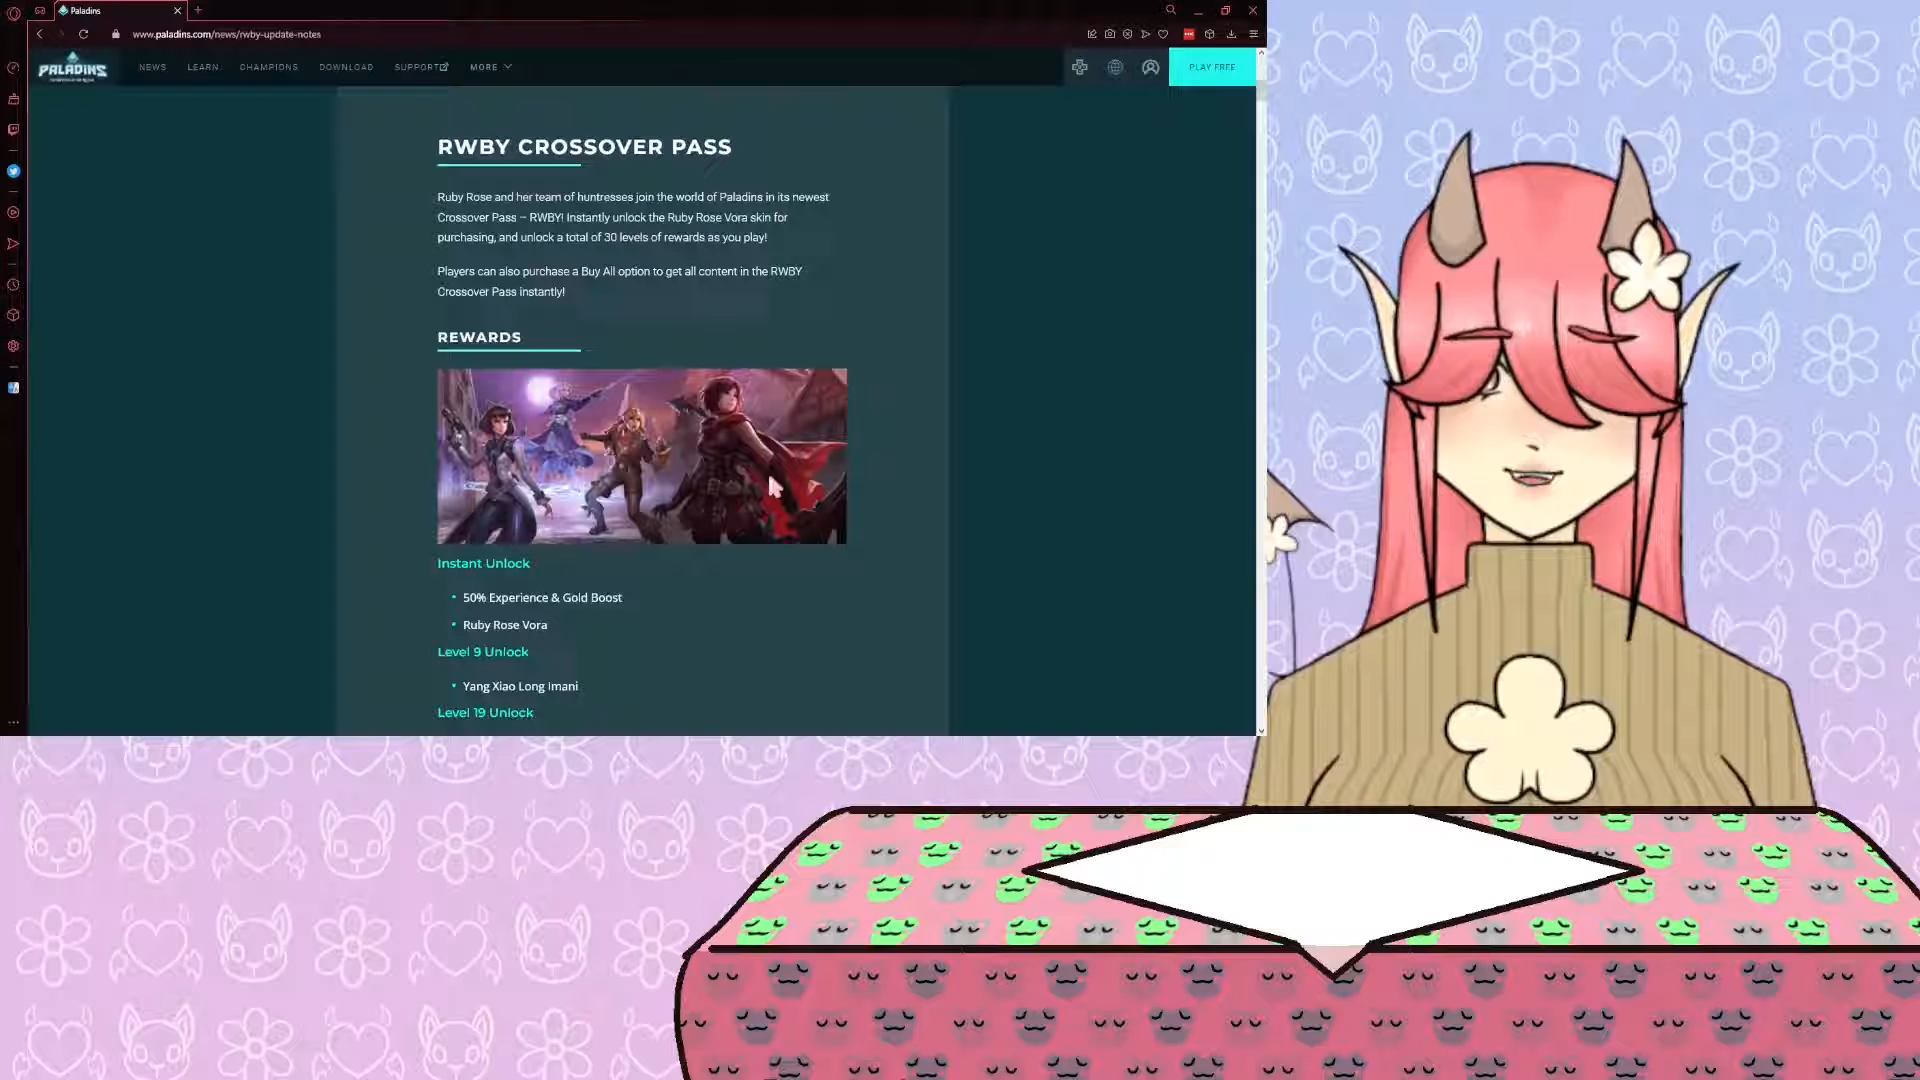 Paladins
www.paladins.com/news/rwby-update-notes
PALADINS
NEWS
LEARN
CHAMPIONS
DOWNLOAD
SUPPORT
MORE
PLAY FREE
RWBY CROSSOVER PASS
Ruby Rose and her team of huntresses join the world of Paladins in its newest
Crossover Pass – RWBY! Instantly unlock the Ruby Rose Vora skin for
purchasing, and unlock a total of 30 levels of rewards as you play!
Players can also purchase a Buy All option to get all content in the RWBY
Crossover Pass instantly!
REWARDS
Instant Unlock
50% Experience & Gold Boost
Ruby Rose Vora
Level 9 Unlock
Yang Xiao Long Imani
Level 19 Unlock